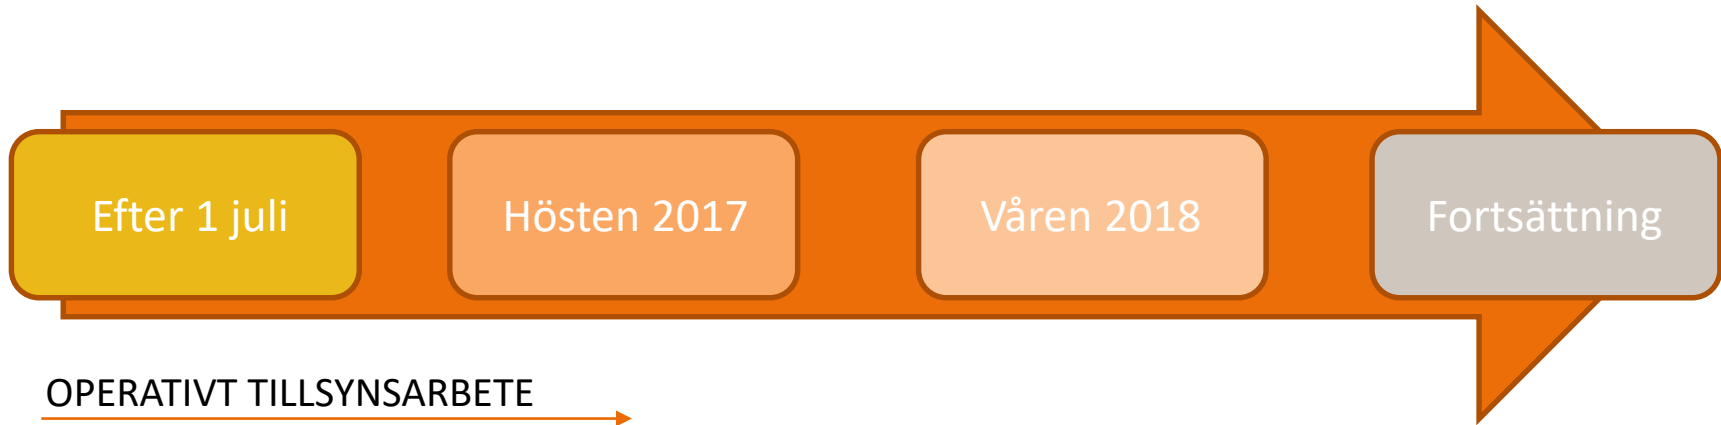 Efter 1 juli
Hösten 2017
Våren 2018
Fortsättning
OPERATIVT TILLSYNSARBETE